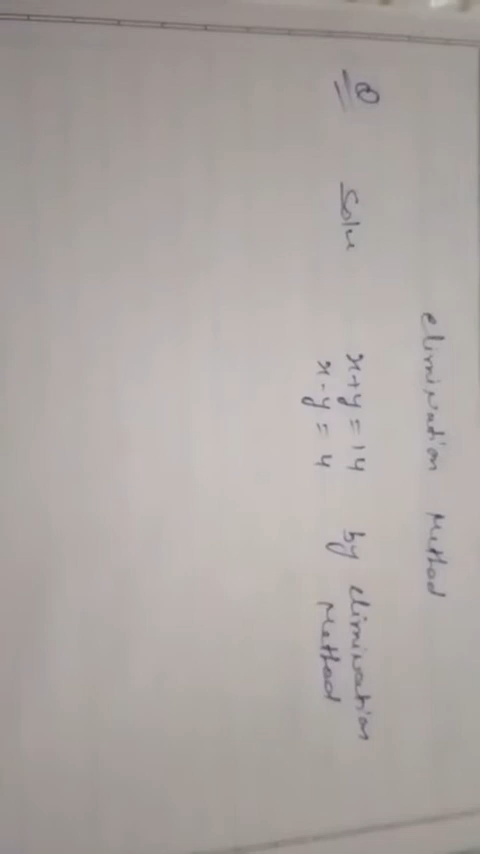 elimination Method
Q Solve x+y=14 by elimination
x-y=4 Method